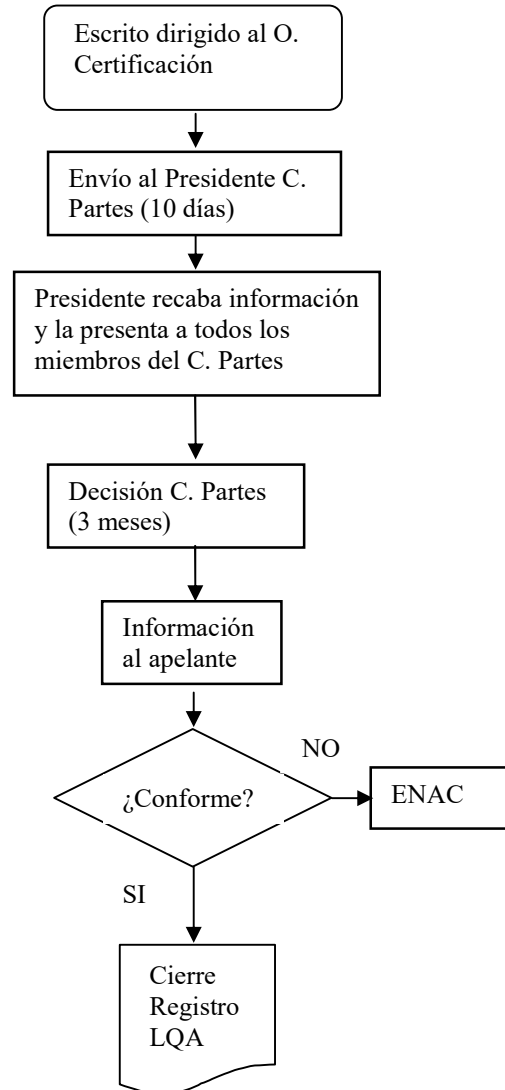 Escrito dirigido al O.
Certificación
Envío al Presidente C.
Partes (10 días)
Presidente recaba información
y la presenta a todos los
miembros del C. Partes
Decisión C. Partes
(3 meses)
Información
al apelante
NO
¿Conforme?
ENAC
SI
Cierre
Registro
LQA